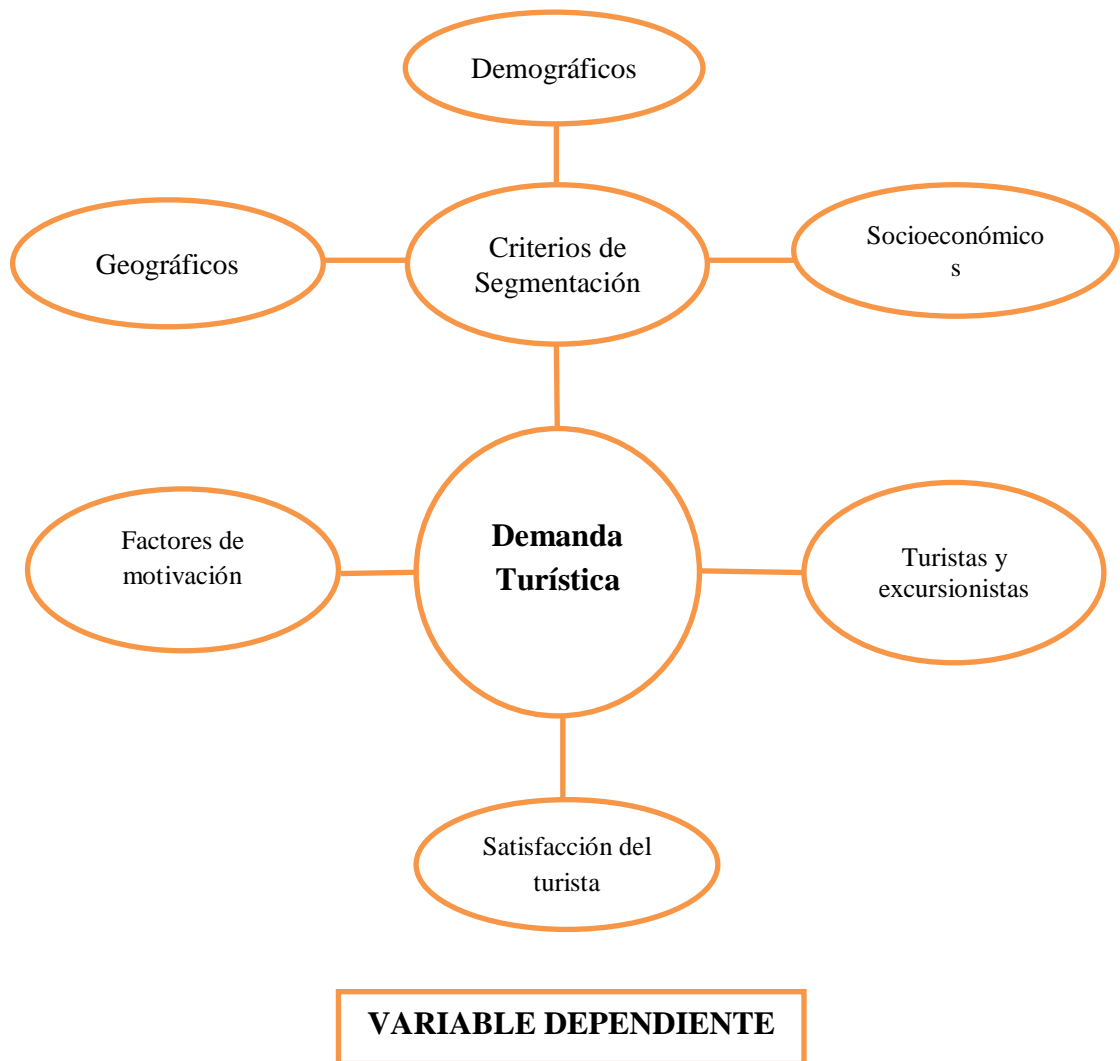 Demográficos
Geográficos
Criterios de
Segmentación
Socioeconómico
s
Factores de
motivación
Demanda
Turística
Turistas y
excursionistas
Satisfacción del
turista
VARIABLE DEPENDIENTE